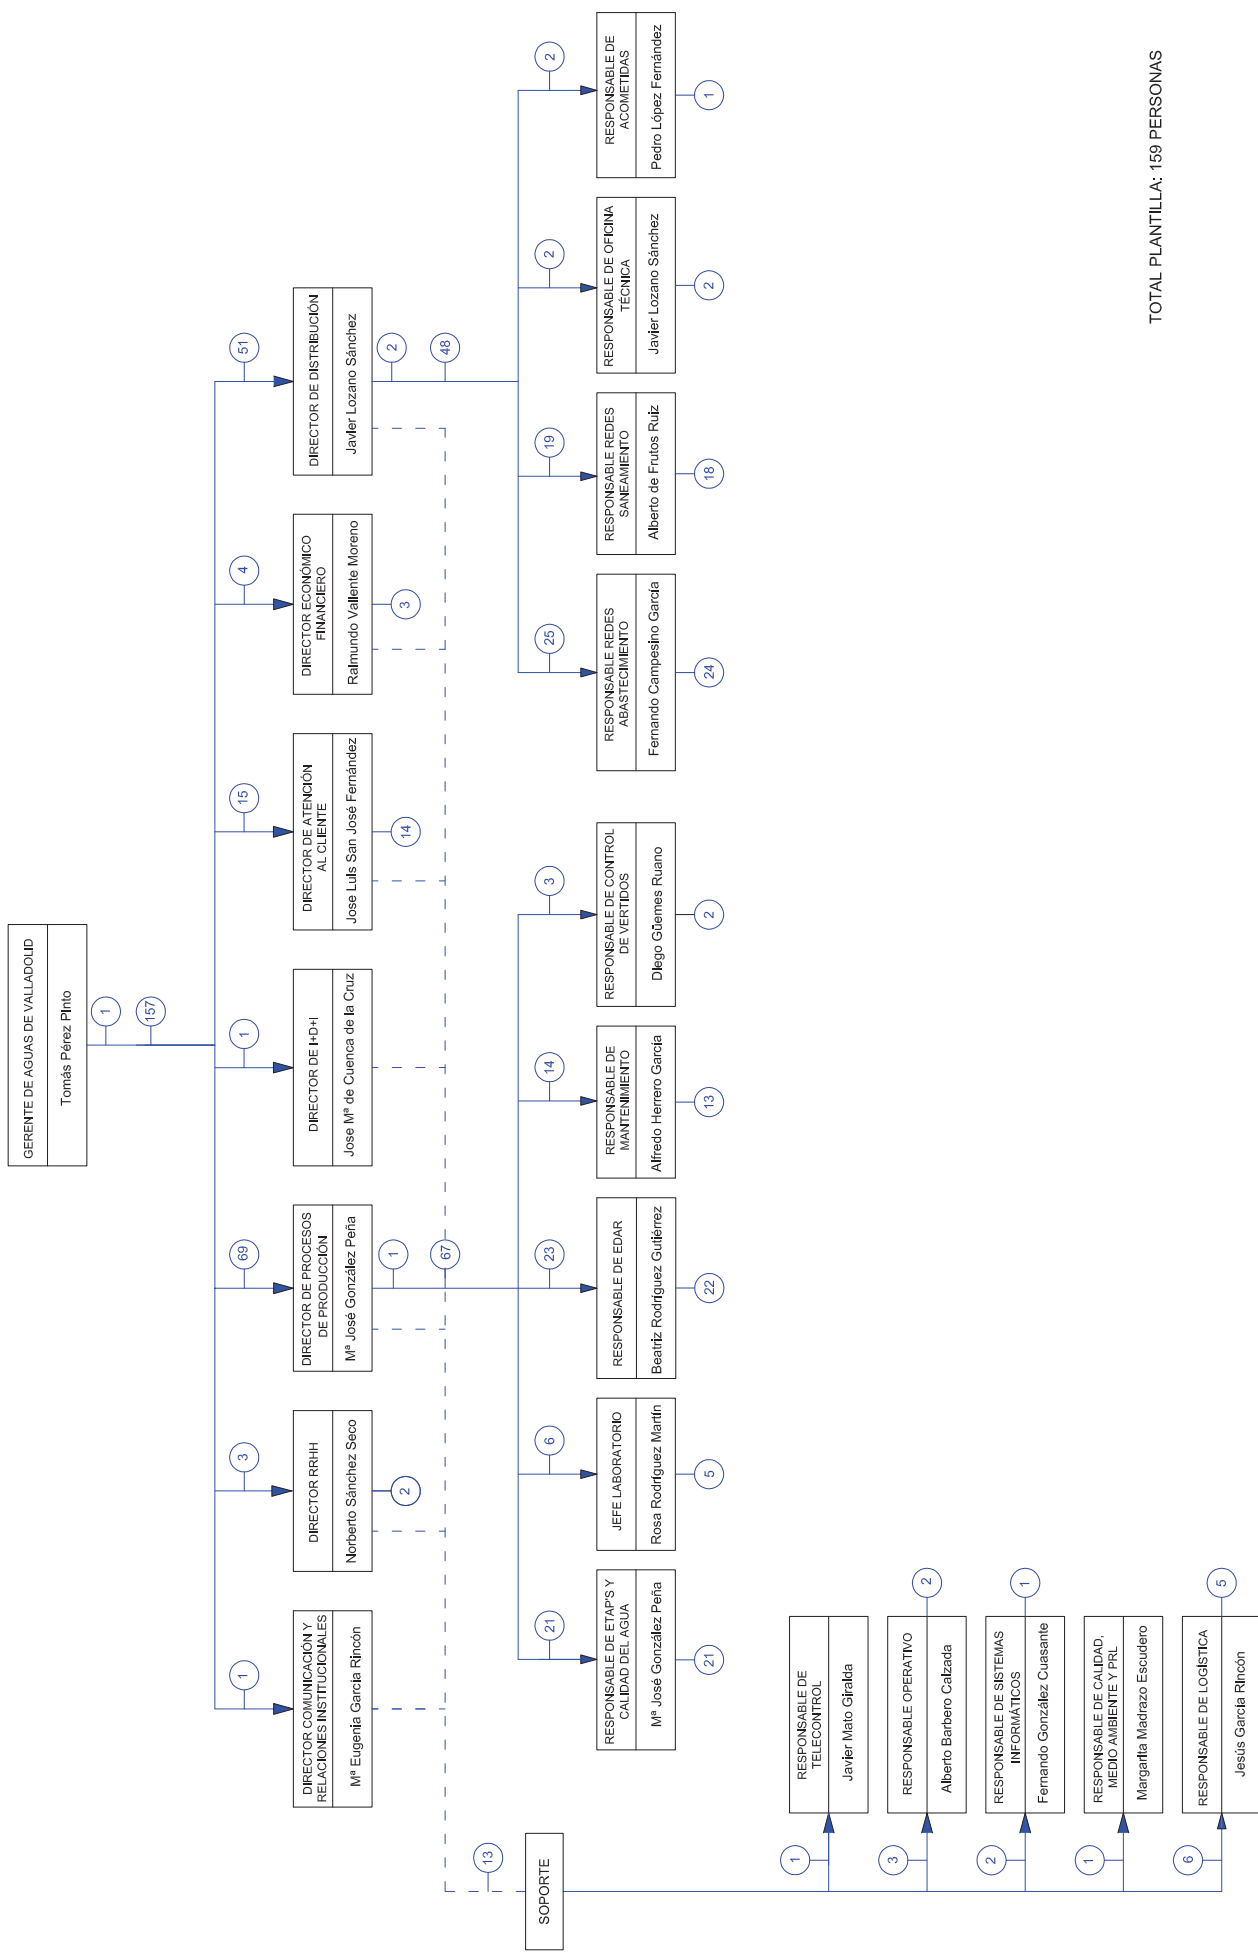 GERENTE DE AGUAS DE VALLADOLID
Tomás Pérez Pinto
1
157
1
3
69
1
15
4
51
DIRECTOR COMUNICACIÓN Y
RELACIONES INSTITUCIONALES
Mª Eugenia García Rincón
DIRECTOR RRHH
Norberto Sánchez Seco
2
DIRECTOR DE PROCESOS
DE PRODUCCIÓN
Mª José González Peña
1
67
DIRECTOR DE I+D+I
Jose Mª de Cuenca de la Cruz
DIRECTOR DE ATENCIÓN
AL CLIENTE
Jose Luis San José Fernández
14
DIRECTOR ECONÓMICO
FINANCIERO
Raimundo Valiente Moreno
3
DIRECTOR DE DISTRIBUCIÓN
Javier Lozano Sánchez
2
48
13
SOPORTE
21
6
23
14
3
25
19
2
2
RESPONSABLE DE ETAP'S Y
CALIDAD DEL AGUA
Mª José González Peña
21
JEFE LABORATORIO
Rosa Rodríguez Martín
5
RESPONSABLE DE EDAR
Beatriz Rodríguez Gutiérrez
22
RESPONSABLE DE
MANTENIMIENTO
Alfredo Herrero García
13
RESPONSABLE DE CONTROL
DE VERTIDOS
Diego Güemes Ruano
2
RESPONSABLE REDES
ABASTECIMIENTO
Fernando Campesino García
24
RESPONSABLE REDES
SANEAMIENTO
Alberto de Frutos Ruiz
18
RESPONSABLE DE OFICINA
TÉCNICA
Javier Lozano Sánchez
2
RESPONSABLE DE
ACOMETIDAS
Pedro López Fernández
1
1
RESPONSABLE DE
TELECONTROL
Javier Mato Giralda
3
RESPONSABLE OPERATIVO
Alberto Barbero Calzada
2
2
RESPONSABLE DE SISTEMAS
INFORMÁTICOS
Fernando González Cuasante
1
1
RESPONSABLE DE CALIDAD,
MEDIO AMBIENTE Y PRL
Margarita Madrazo Escudero
6
RESPONSABLE DE LOGÍSTICA
Jesús García Rincón
5
TOTAL PLANTILLA: 159 PERSONAS